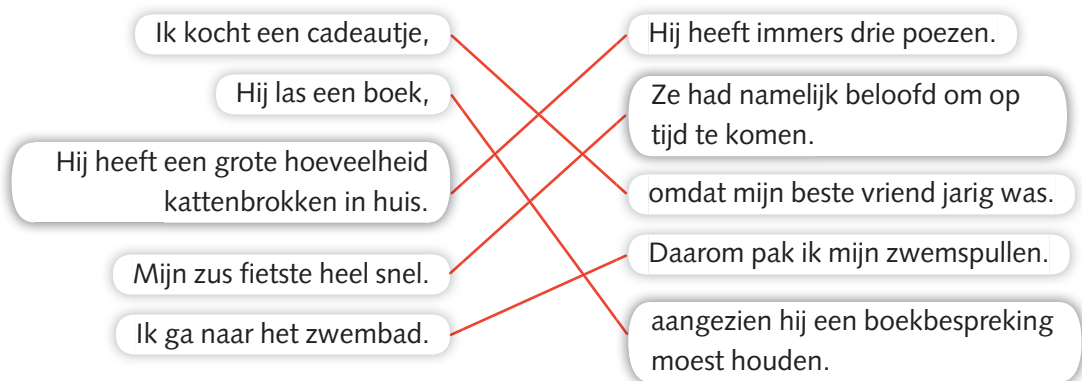 Ik kocht een cadeautje,
Hij las een boek,
Hij heeft een grote hoeveelheid
kattenbrokken in huis.
Mijn zus fietste heel snel.
Ik ga naar het zwembad.
Hij heeft immers drie poezen.
Ze had namelijk beloofd om op
tijd te komen.
omdat mijn beste vriend jarig was.
Daarom pak ik mijn zwemspullen.
aangezien hij een boekbespreking
moest houden.